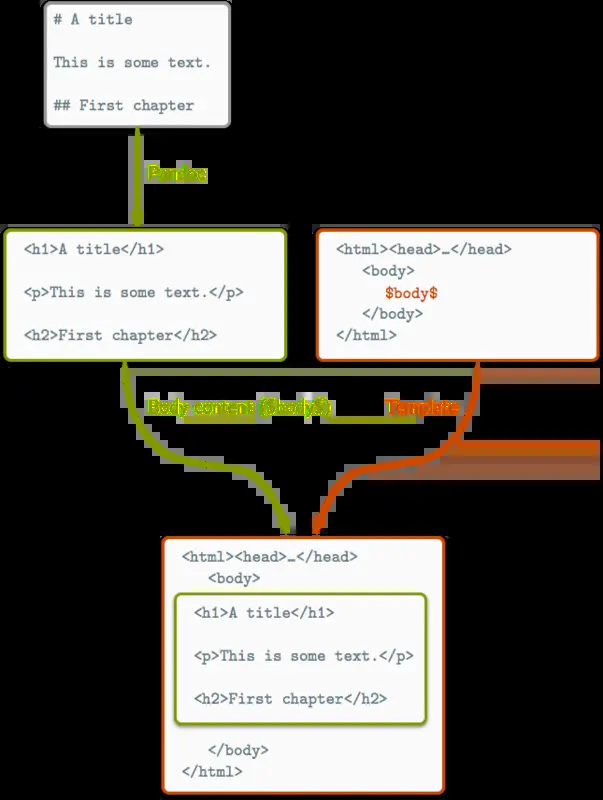 # A title
This is some text.
## First chapter
Pandoc
<h1>A title</h1>
<p>This is some text.</p>
<h2>First chapter</h2>
<html><head>…</head>
<body>
$body$
</body>
</html>
Body content ($body$)
Template
<html><head>…</head>
<body>
<h1>A title</h1>
<p>This is some text.</p>
<h2>First chapter</h2>
</body>
</html>